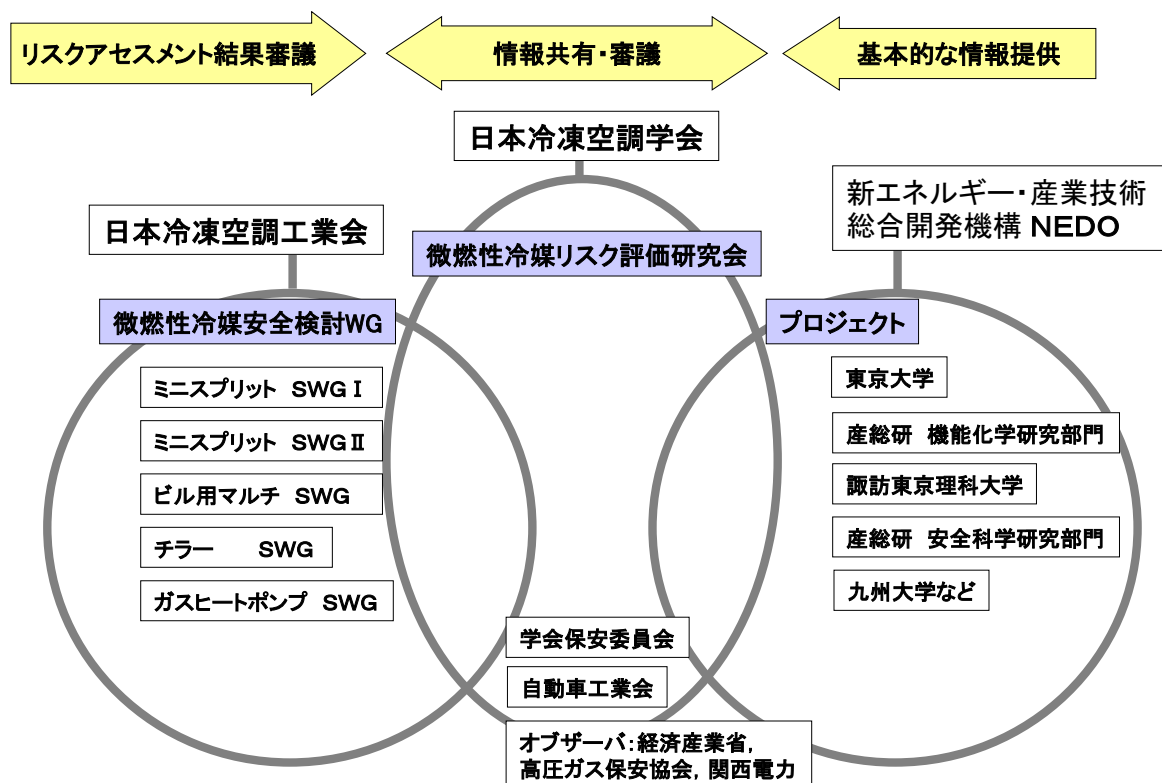 リスクアセスメント結果審議
情報共有・審議
基本的な情報提供
日本冷凍空調学会
新エネルギー・産業技術
総合開発機構 NEDO
日本冷凍空調工業会
微燃性冷媒リスク評価研究会
微燃性冷媒安全検討WG
プロジェクト
ミニスプリット SWGⅠ
ミニスプリット SWGⅡ
ビル用マルチ SWG
チラー SWG
ガスヒートポンプ SWG
東京大学
産総研 機能化学研究部門
諏訪東京理科大学
産総研 安全科学研究部門
九州大学など
学会保安委員会
自動車工業会
オブザーバ：経済産業省，
高圧ガス保安協会，関西電力